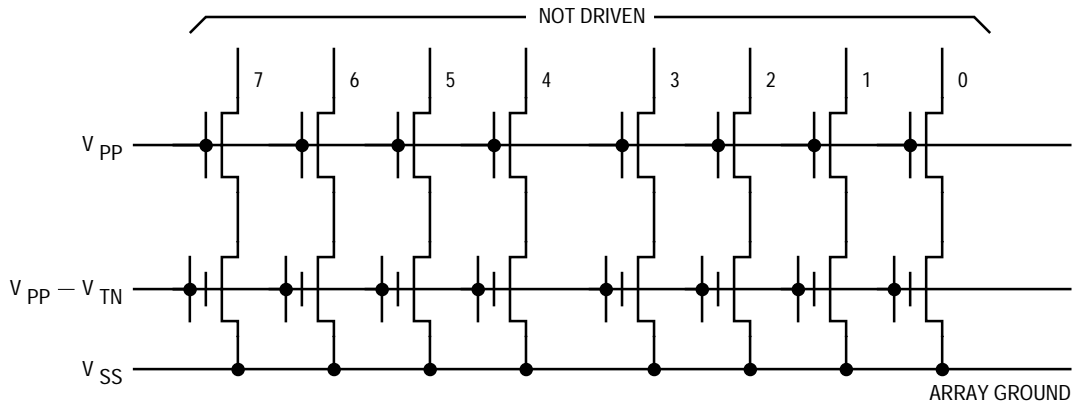 NOT DRIVEN
7 6 5 4 3 2 1 0
V PP
V PP — V TN
V SS
ARRAY GROUND